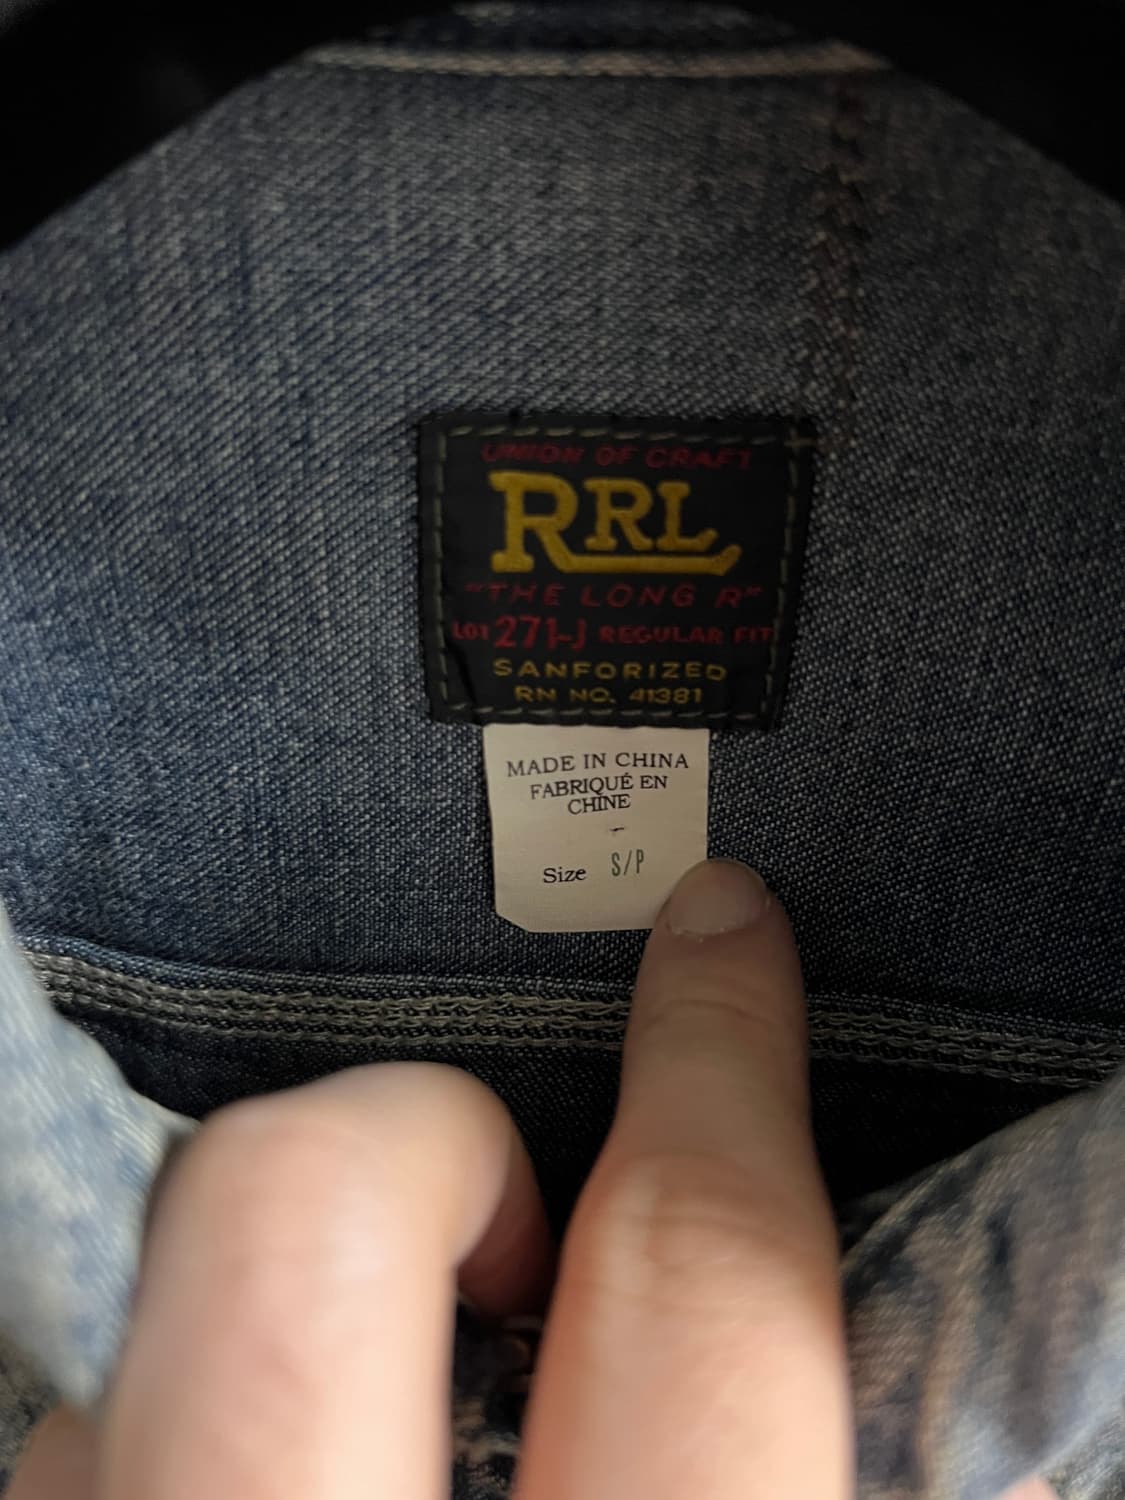 UNION OF CRAFT
RRL
"THE LONG R"
LOT 271-J REGULAR FIT
SANFORIZED
RN NO. 41381
MADE IN CHINA
FABRIQUÉ EN
CHINE
-
Size S/P